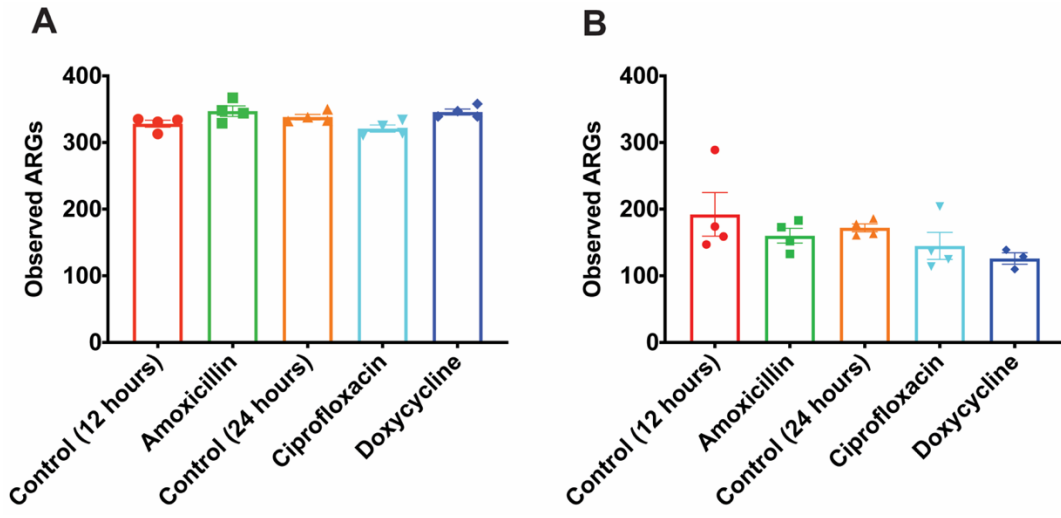 A
Observed ARGs
400
300
200
100
0
Control (12 hours)
Amoxicillin
Control (24 hours)
Ciprofloxacin
Doxycycline
B
Observed ARGs
400
300
200
100
0
Control (12 hours)
Amoxicillin
Control (24 hours)
Ciprofloxacin
Doxycycline